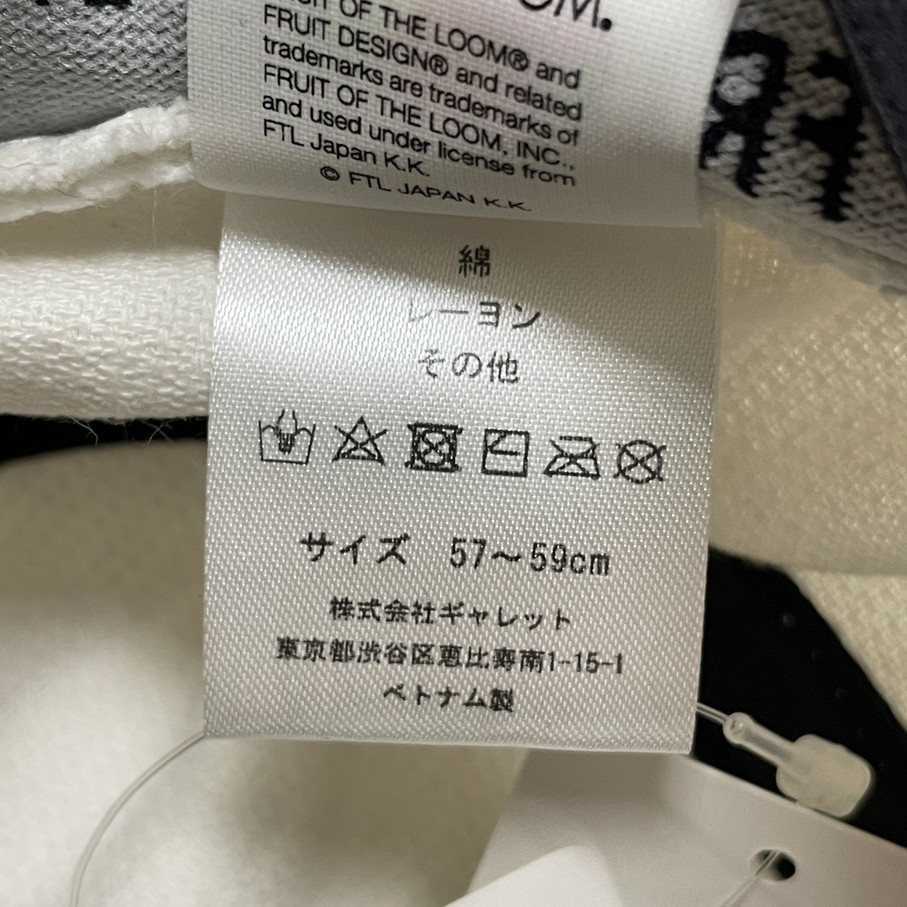 OF THE LOOM® and
FRUIT DESIGN® and related
trademarks are trademarks of
FRUIT OF THE LOOM, INC.,
and used under license from
FTL Japan K.K.
© FTL JAPAN K.K.
綿
レーヨン
その他
サイズ 57～59cm
株式会社ギャレット
東京都渋谷区恵比寿南1-15-1
ベトナム製